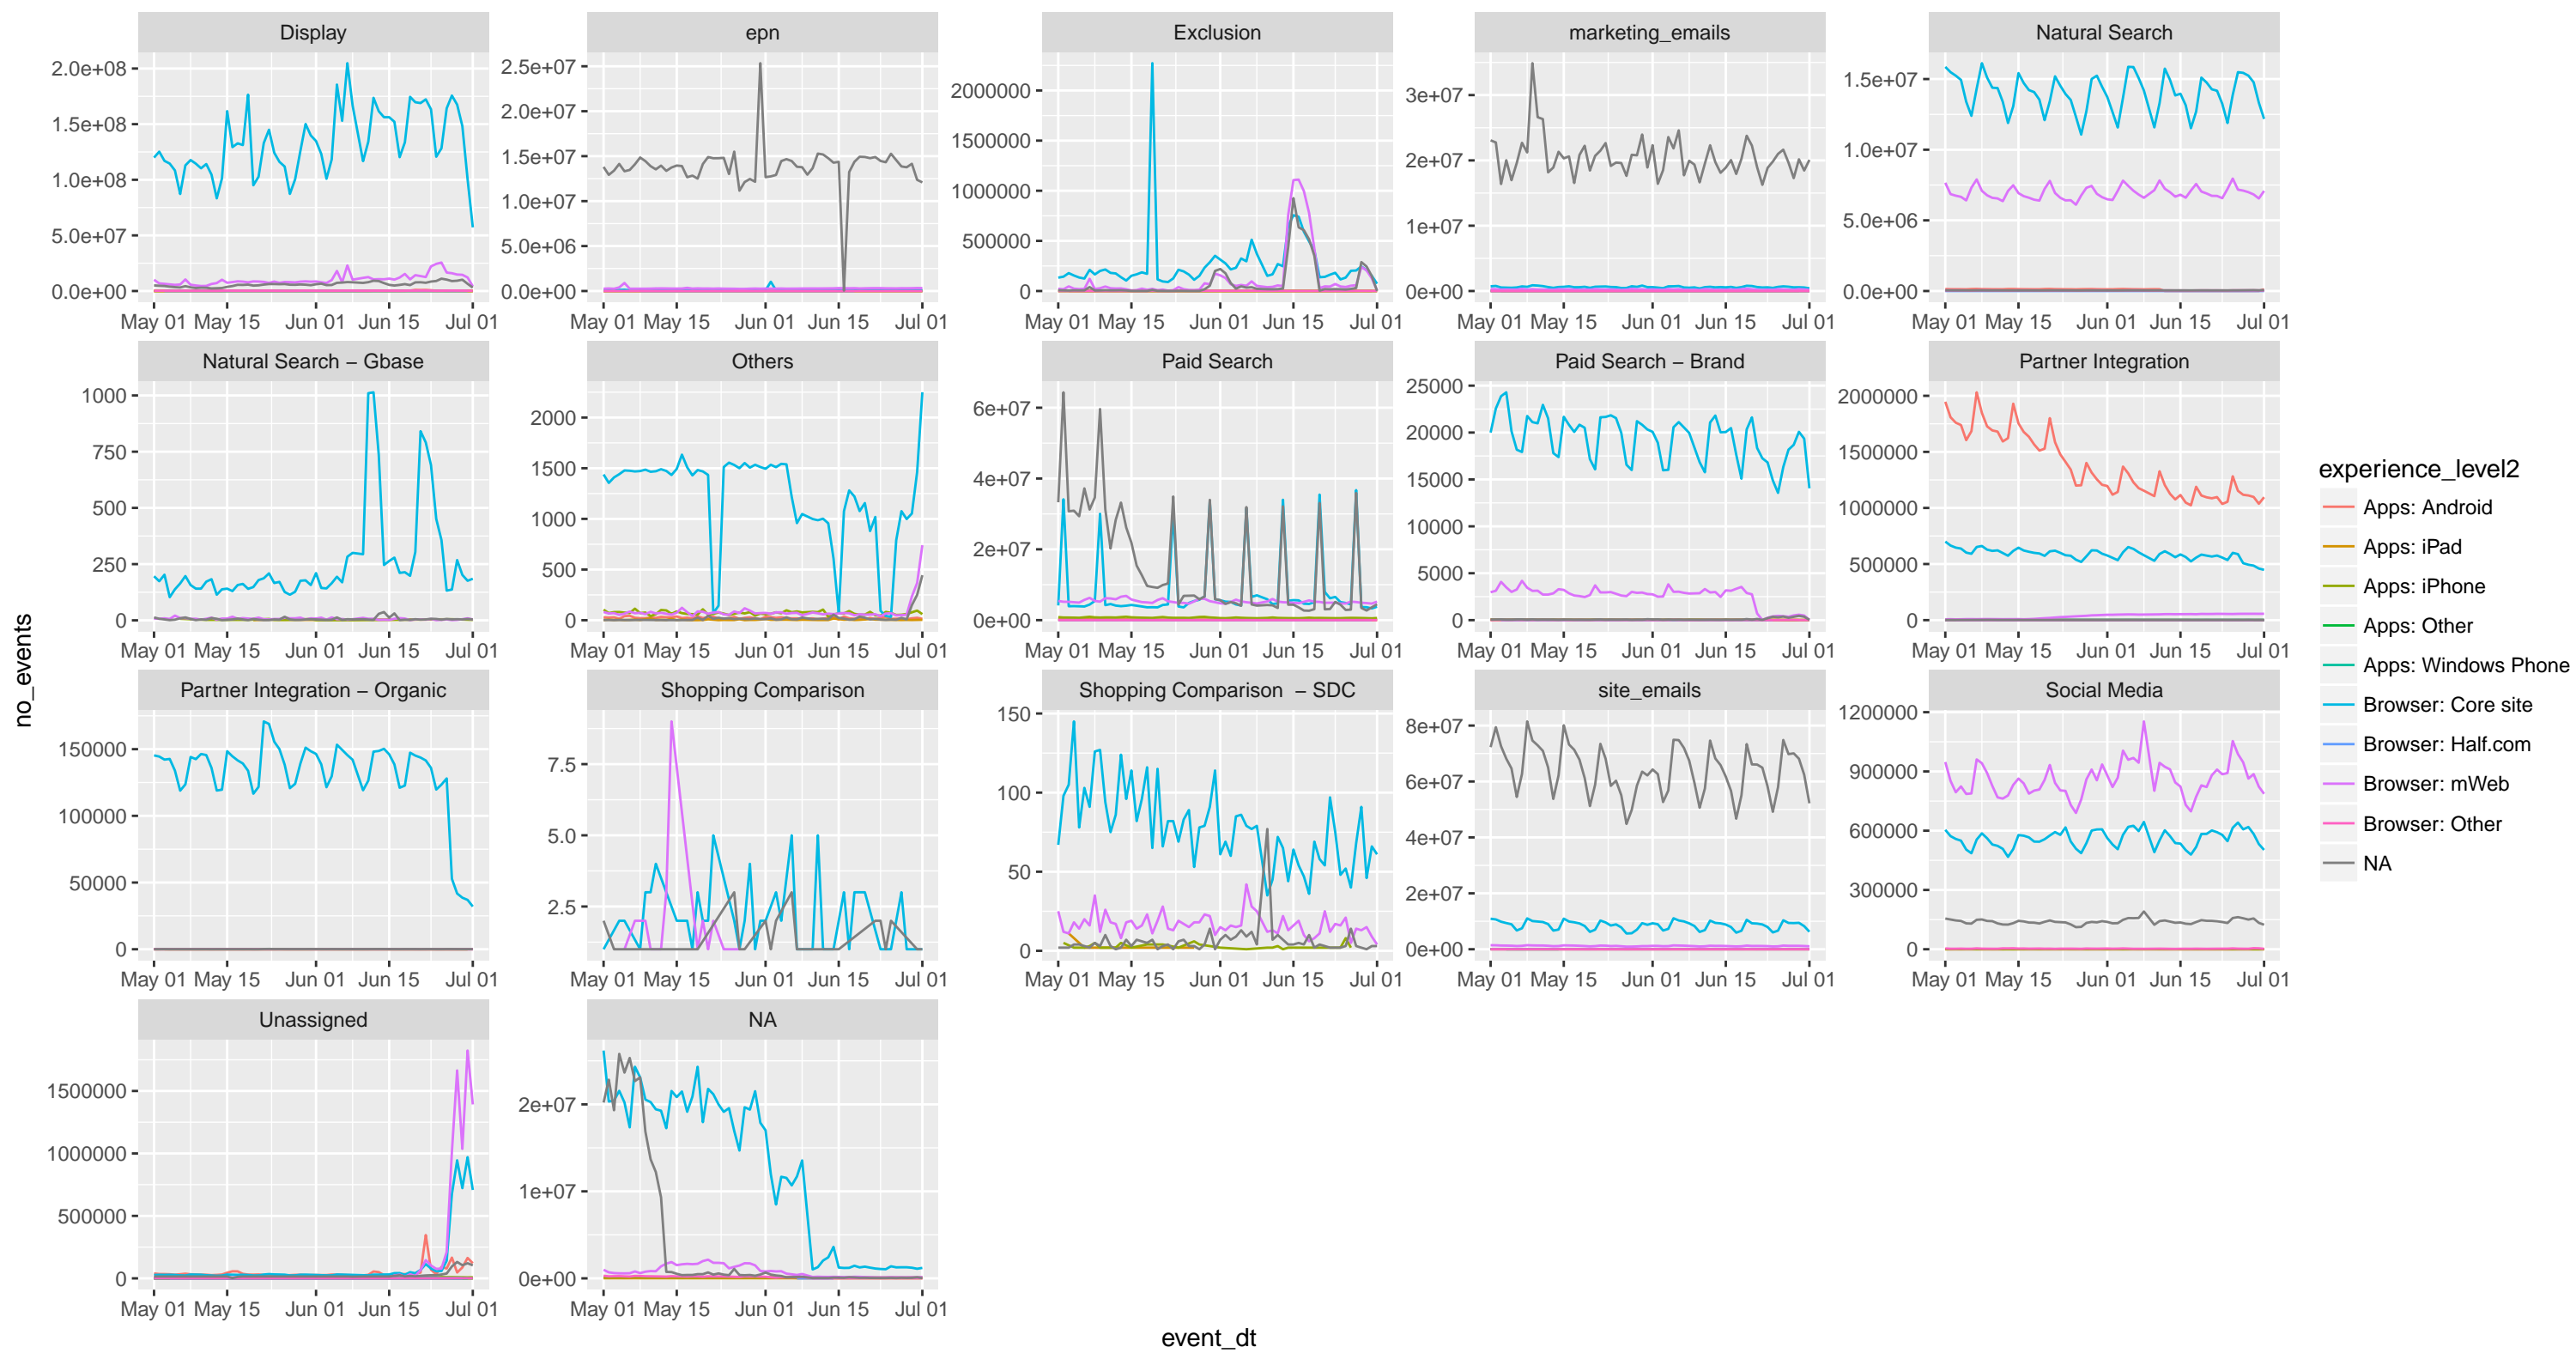 Display epn Exclusion marketing_emails Natural Search
2.0e+08 1.5e+08 1.0e+08 5.0e+07 0.0e+00
2.5e+07 2.0e+07 1.5e+07 1.0e+07 5.0e+06 0.0e+00
2000000 1500000 1000000 500000 0
3e+07 2e+07 1e+07 0e+00
1.5e+07 1.0e+07 5.0e+06 0.0e+00
May 01 May 15 Jun 01 Jun 15 Jul 01 May 01 May 15 Jun 01 Jun 15 Jul 01 May 01 May 15 Jun 01 Jun 15 Jul 01 May 01 May 15 Jun 01 Jun 15 Jul 01 May 01 May 15 Jun 01 Jun 15 Jul 01
Natural Search – Gbase Others Paid Search Paid Search – Brand Partner Integration
1000 750 500 250 0
2000 1500 1000 500 0
6e+07 4e+07 2e+07 0e+00
25000 20000 15000 10000 5000 0
2000000 1500000 1000000 500000 0
May 01 May 15 Jun 01 Jun 15 Jul 01 May 01 May 15 Jun 01 Jun 15 Jul 01 May 01 May 15 Jun 01 Jun 15 Jul 01 May 01 May 15 Jun 01 Jun 15 Jul 01 May 01 May 15 Jun 01 Jun 15 Jul 01
Partner Integration – Organic Shopping Comparison Shopping Comparison – SDC site_emails Social Media
150000 100000 50000 0
7.5 5.0 2.5
150 100 50 0
8e+07 6e+07 4e+07 2e+07 0e+00
1200000 900000 600000 300000 0
May 01 May 15 Jun 01 Jun 15 Jul 01 May 01 May 15 Jun 01 Jun 15 Jul 01 May 01 May 15 Jun 01 Jun 15 Jul 01 May 01 May 15 Jun 01 Jun 15 Jul 01 May 01 May 15 Jun 01 Jun 15 Jul 01
Unassigned NA
1500000 1000000 500000 0
2e+07 1e+07 0e+00
May 01 May 15 Jun 01 Jun 15 Jul 01 May 01 May 15 Jun 01 Jun 15 Jul 01
event_dt
no_events
experience_level2
Apps: Android
Apps: iPad
Apps: iPhone
Apps: Other
Apps: Windows Phone
Browser: Core site
Browser: Half.com
Browser: mWeb
Browser: Other
NA